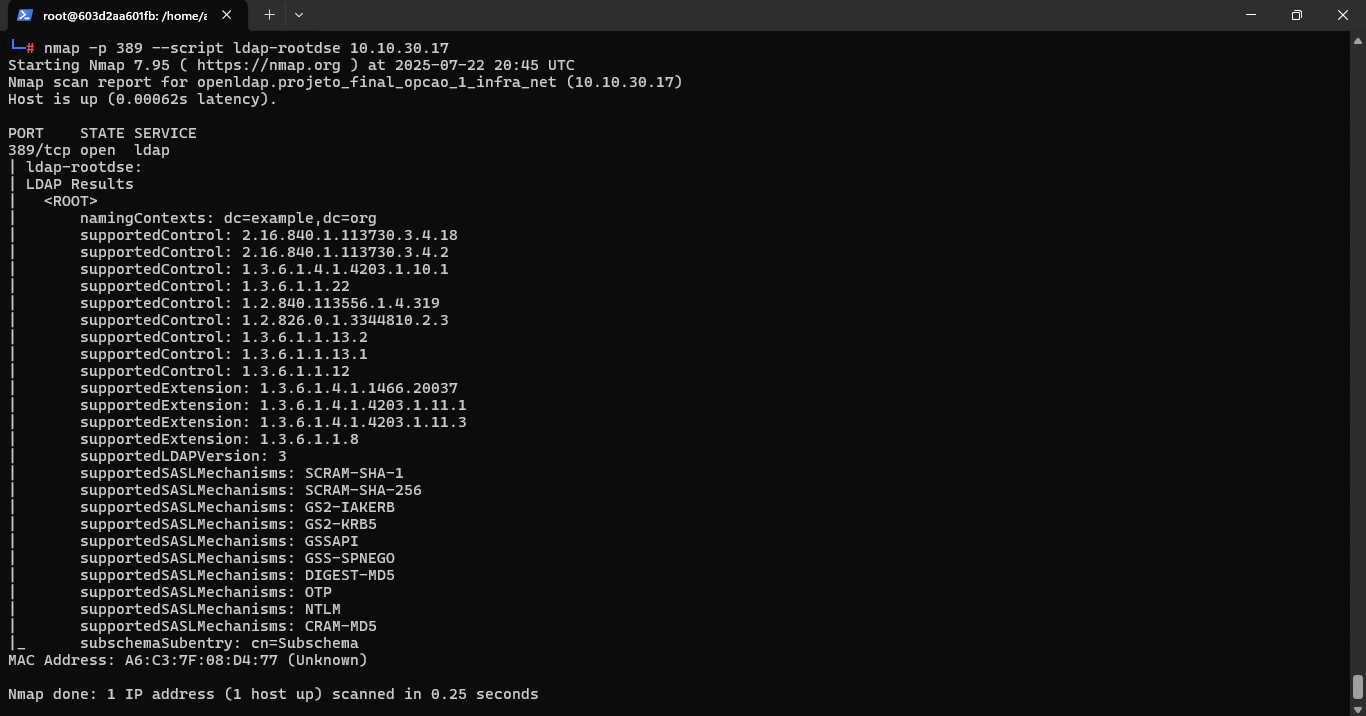 root@603d2aa601fb: /home/a
└─# nmap -p 389 --script ldap-rootdse 10.10.30.17
Starting Nmap 7.95 ( https://nmap.org ) at 2025-07-22 20:45 UTC
Nmap scan report for openldap.projeto_final_opcao_1_infra_net (10.10.30.17)
Host is up (0.00062s latency).

PORT    STATE SERVICE
389/tcp open  ldap
| ldap-rootdse:
| LDAP Results
|   <ROOT>
|       namingContexts: dc=example,dc=org
|       supportedControl: 2.16.840.1.113730.3.4.18
|       supportedControl: 2.16.840.1.113730.3.4.2
|       supportedControl: 1.3.6.1.4.1.4203.1.10.1
|       supportedControl: 1.3.6.1.1.22
|       supportedControl: 1.2.840.113556.1.4.319
|       supportedControl: 1.2.826.0.1.3344810.2.3
|       supportedControl: 1.3.6.1.1.13.2
|       supportedControl: 1.3.6.1.1.13.1
|       supportedControl: 1.3.6.1.1.12
|       supportedExtension: 1.3.6.1.4.1.1466.20037
|       supportedExtension: 1.3.6.1.4.1.4203.1.11.1
|       supportedExtension: 1.3.6.1.4.1.4203.1.11.3
|       supportedExtension: 1.3.6.1.1.8
|       supportedLDAPVersion: 3
|       supportedSASLMechanisms: SCRAM-SHA-1
|       supportedSASLMechanisms: SCRAM-SHA-256
|       supportedSASLMechanisms: GS2-IAKERB
|       supportedSASLMechanisms: GS2-KRB5
|       supportedSASLMechanisms: GSSAPI
|       supportedSASLMechanisms: GSS-SPNEGO
|       supportedSASLMechanisms: DIGEST-MD5
|       supportedSASLMechanisms: OTP
|       supportedSASLMechanisms: NTLM
|       supportedSASLMechanisms: CRAM-MD5
|_      subschemaSubentry: cn=Subschema
MAC Address: A6:C3:7F:08:D4:77 (Unknown)

Nmap done: 1 IP address (1 host up) scanned in 0.25 seconds